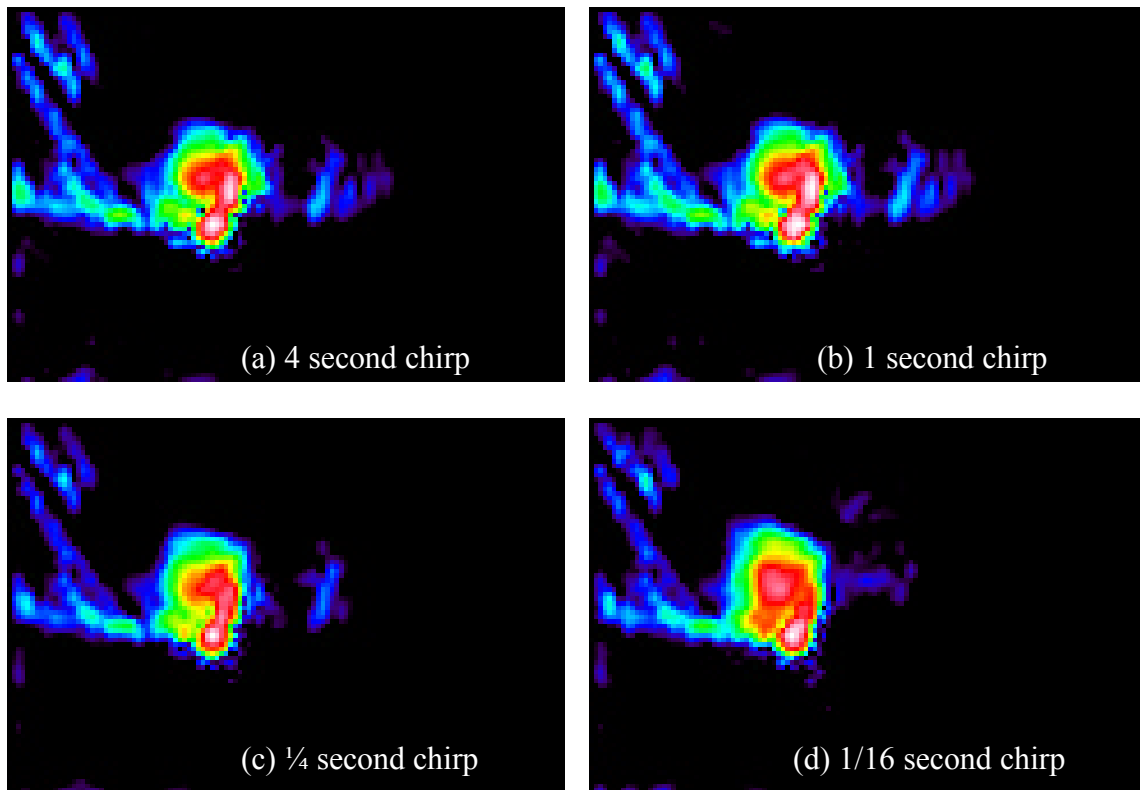 (a) 4 second chirp
(b) 1 second chirp
(c) ¼ second chirp
(d) 1/16 second chirp